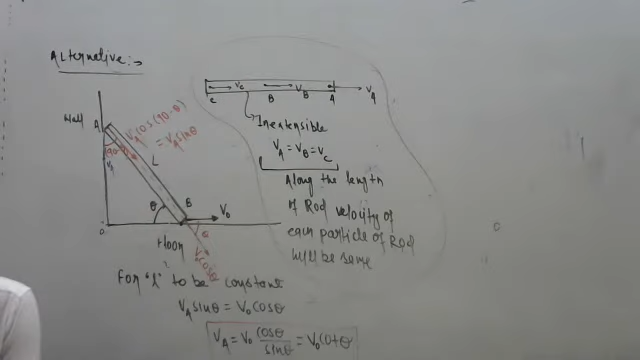 Alternative:→
Wall
A
V_A cos(90-θ)
= V_A sinθ
(90-θ)
V_A
L
θ
B
V_0
θ
V_0 cosθ
O
Floor
For "L" to be constant
V_A sinθ = V_0 cosθ
V_A = V_0 cosθ/sinθ = V_0 cot θ
C
V_C
B
V_B
A
V_A
Inextensible
V_A = V_B = V_C
Along the length
of Rod velocity of
each particle of Rod
will be same